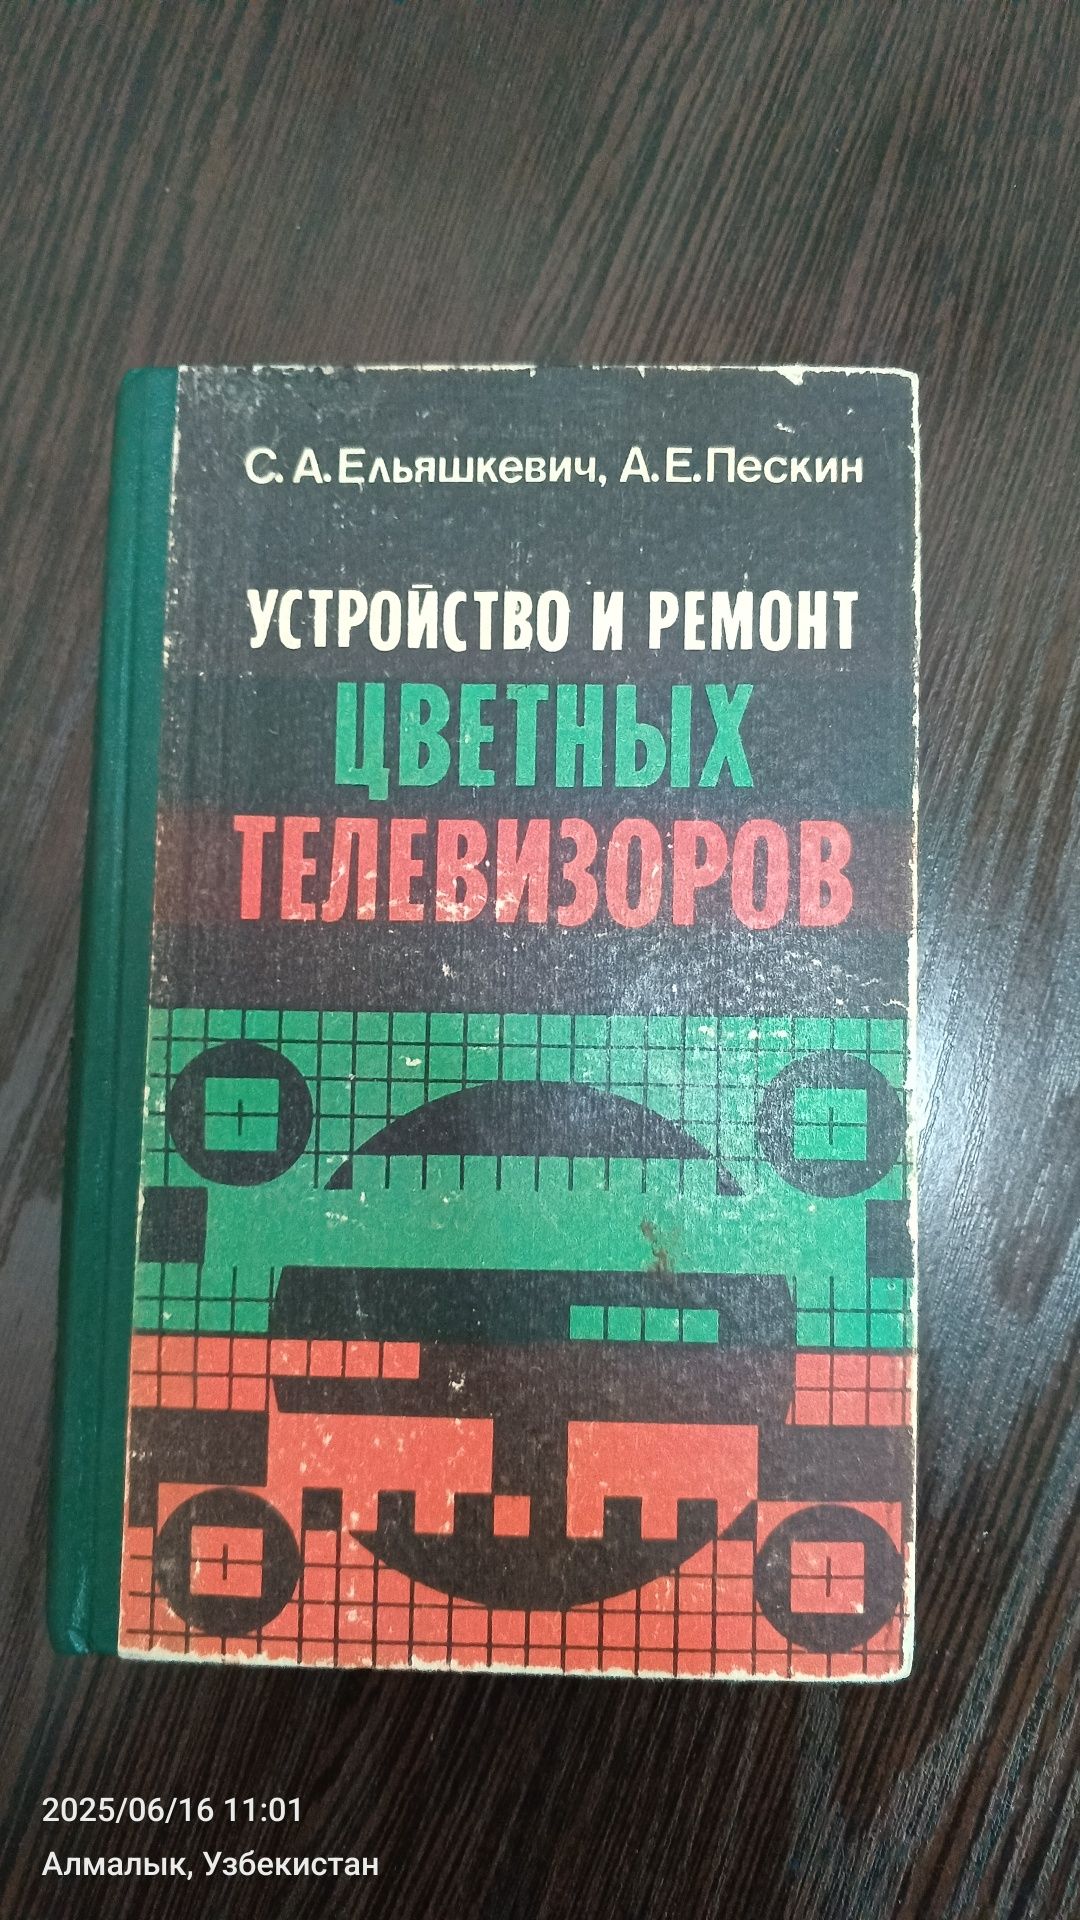 С. А. Ельяшкевич, А. Е. Пескин
УСТРОЙСТВО И РЕМОНТ
ЦВЕТНЫХ
ТЕЛЕВИЗОРОВ
2025/06/16 11:01
Алмалык, Узбекистан